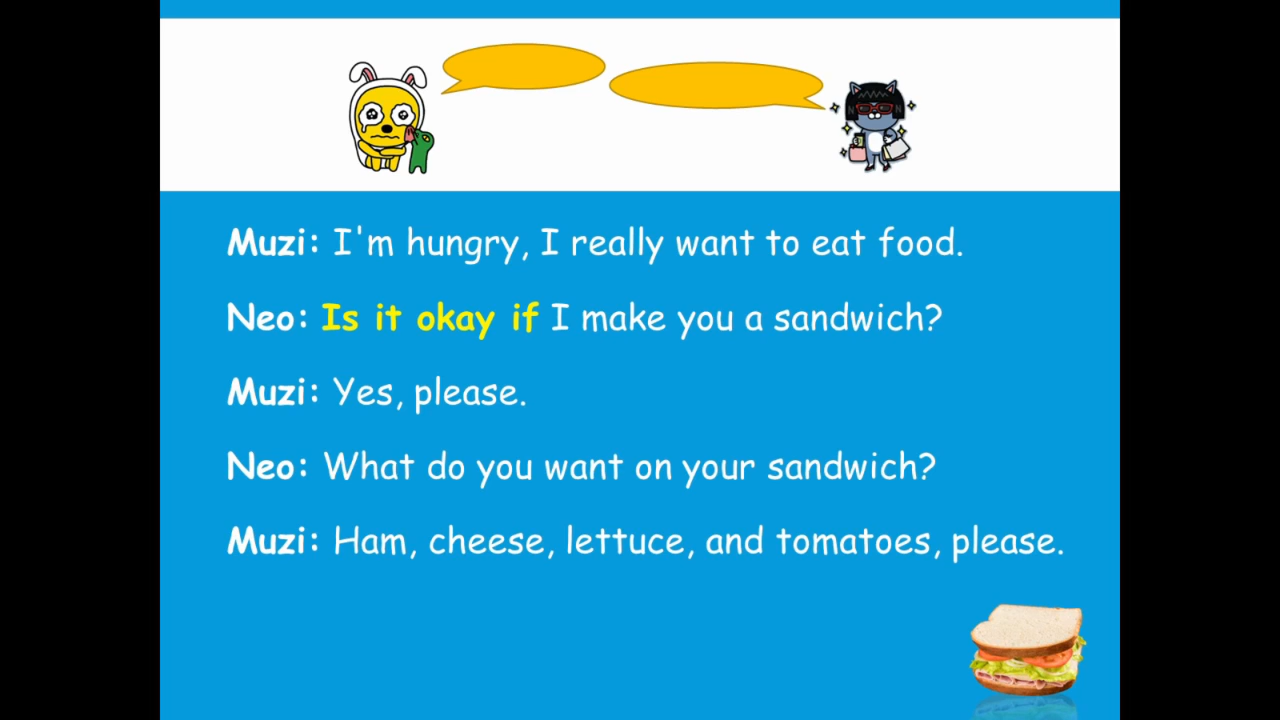 Muzi: I'm hungry, I really want to eat food.
Neo: Is it okay if I make you a sandwich?
Muzi: Yes, please.
Neo: What do you want on your sandwich?
Muzi: Ham, cheese, lettuce, and tomatoes, please.